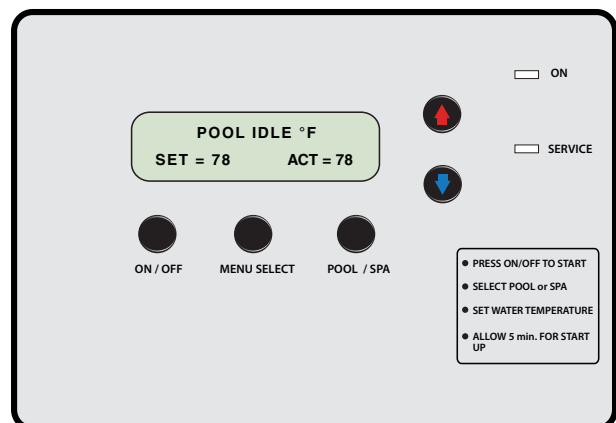 POOL IDLE °F
SET = 78 ACT = 78
ON
SERVICE
ON / OFF
MENU SELECT
POOL / SPA
• PRESS ON/OFF TO START
• SELECT POOL or SPA
• SET WATER TEMPERATURE
• ALLOW 5 min. FOR START
UP